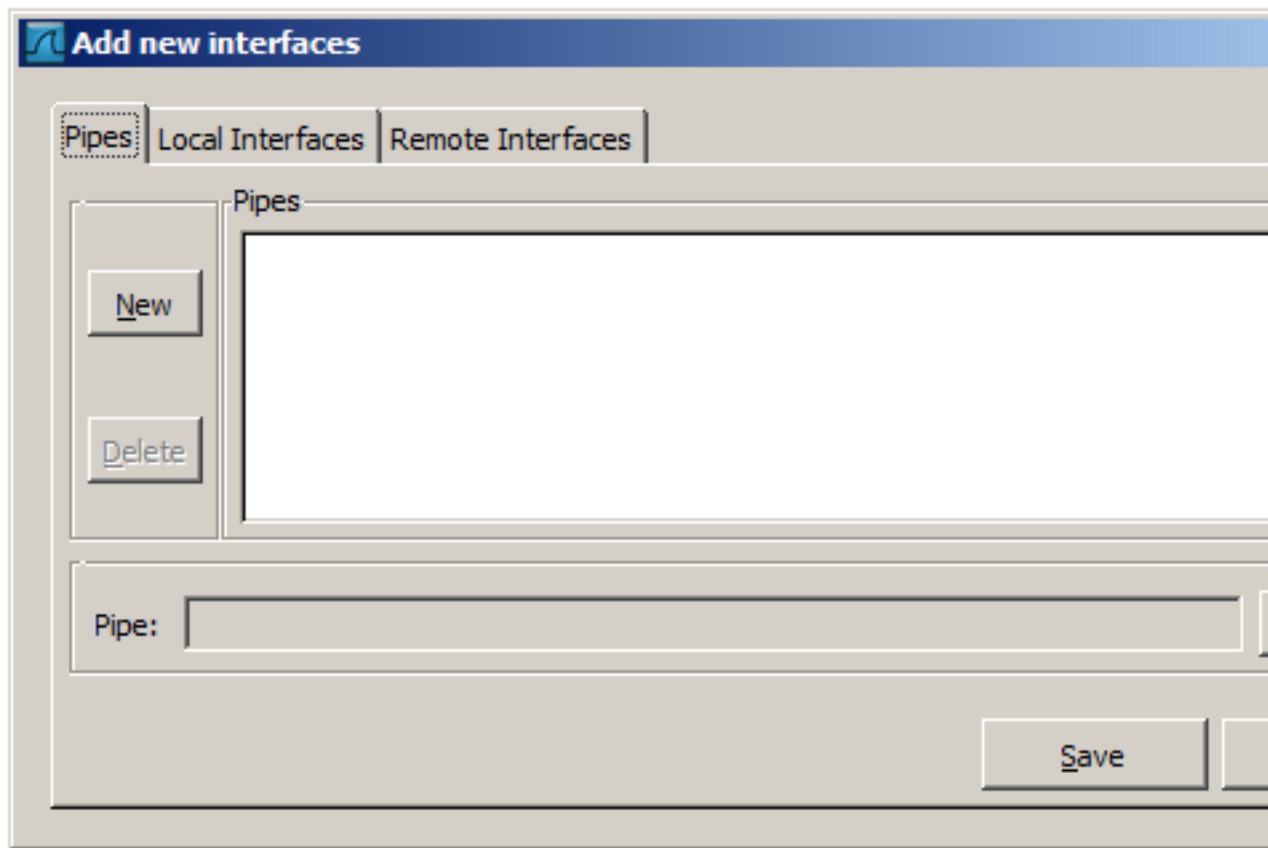 Add new interfaces
Pipes Local Interfaces Remote Interfaces
Pipes
New
Delete
Pipe:
Save